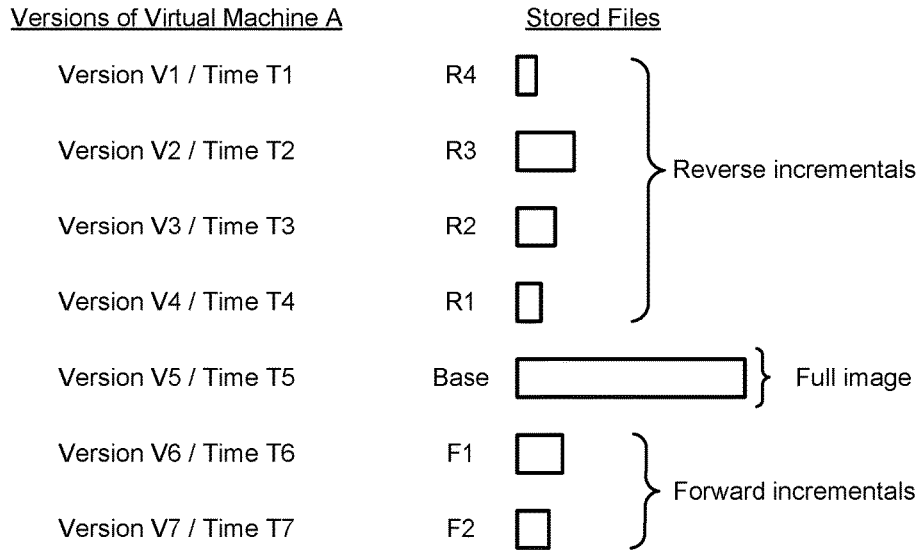 Versions of Virtual Machine A Stored Files
Version V1 / Time T1 R4
Version V2 / Time T2 R3
Reverse incrementals
Version V3 / Time T3 R2
Version V4 / Time T4 R1
Version V5 / Time T5 Base Full image
Version V6 / Time T6 F1
Forward incrementals
Version V7 / Time T7 F2